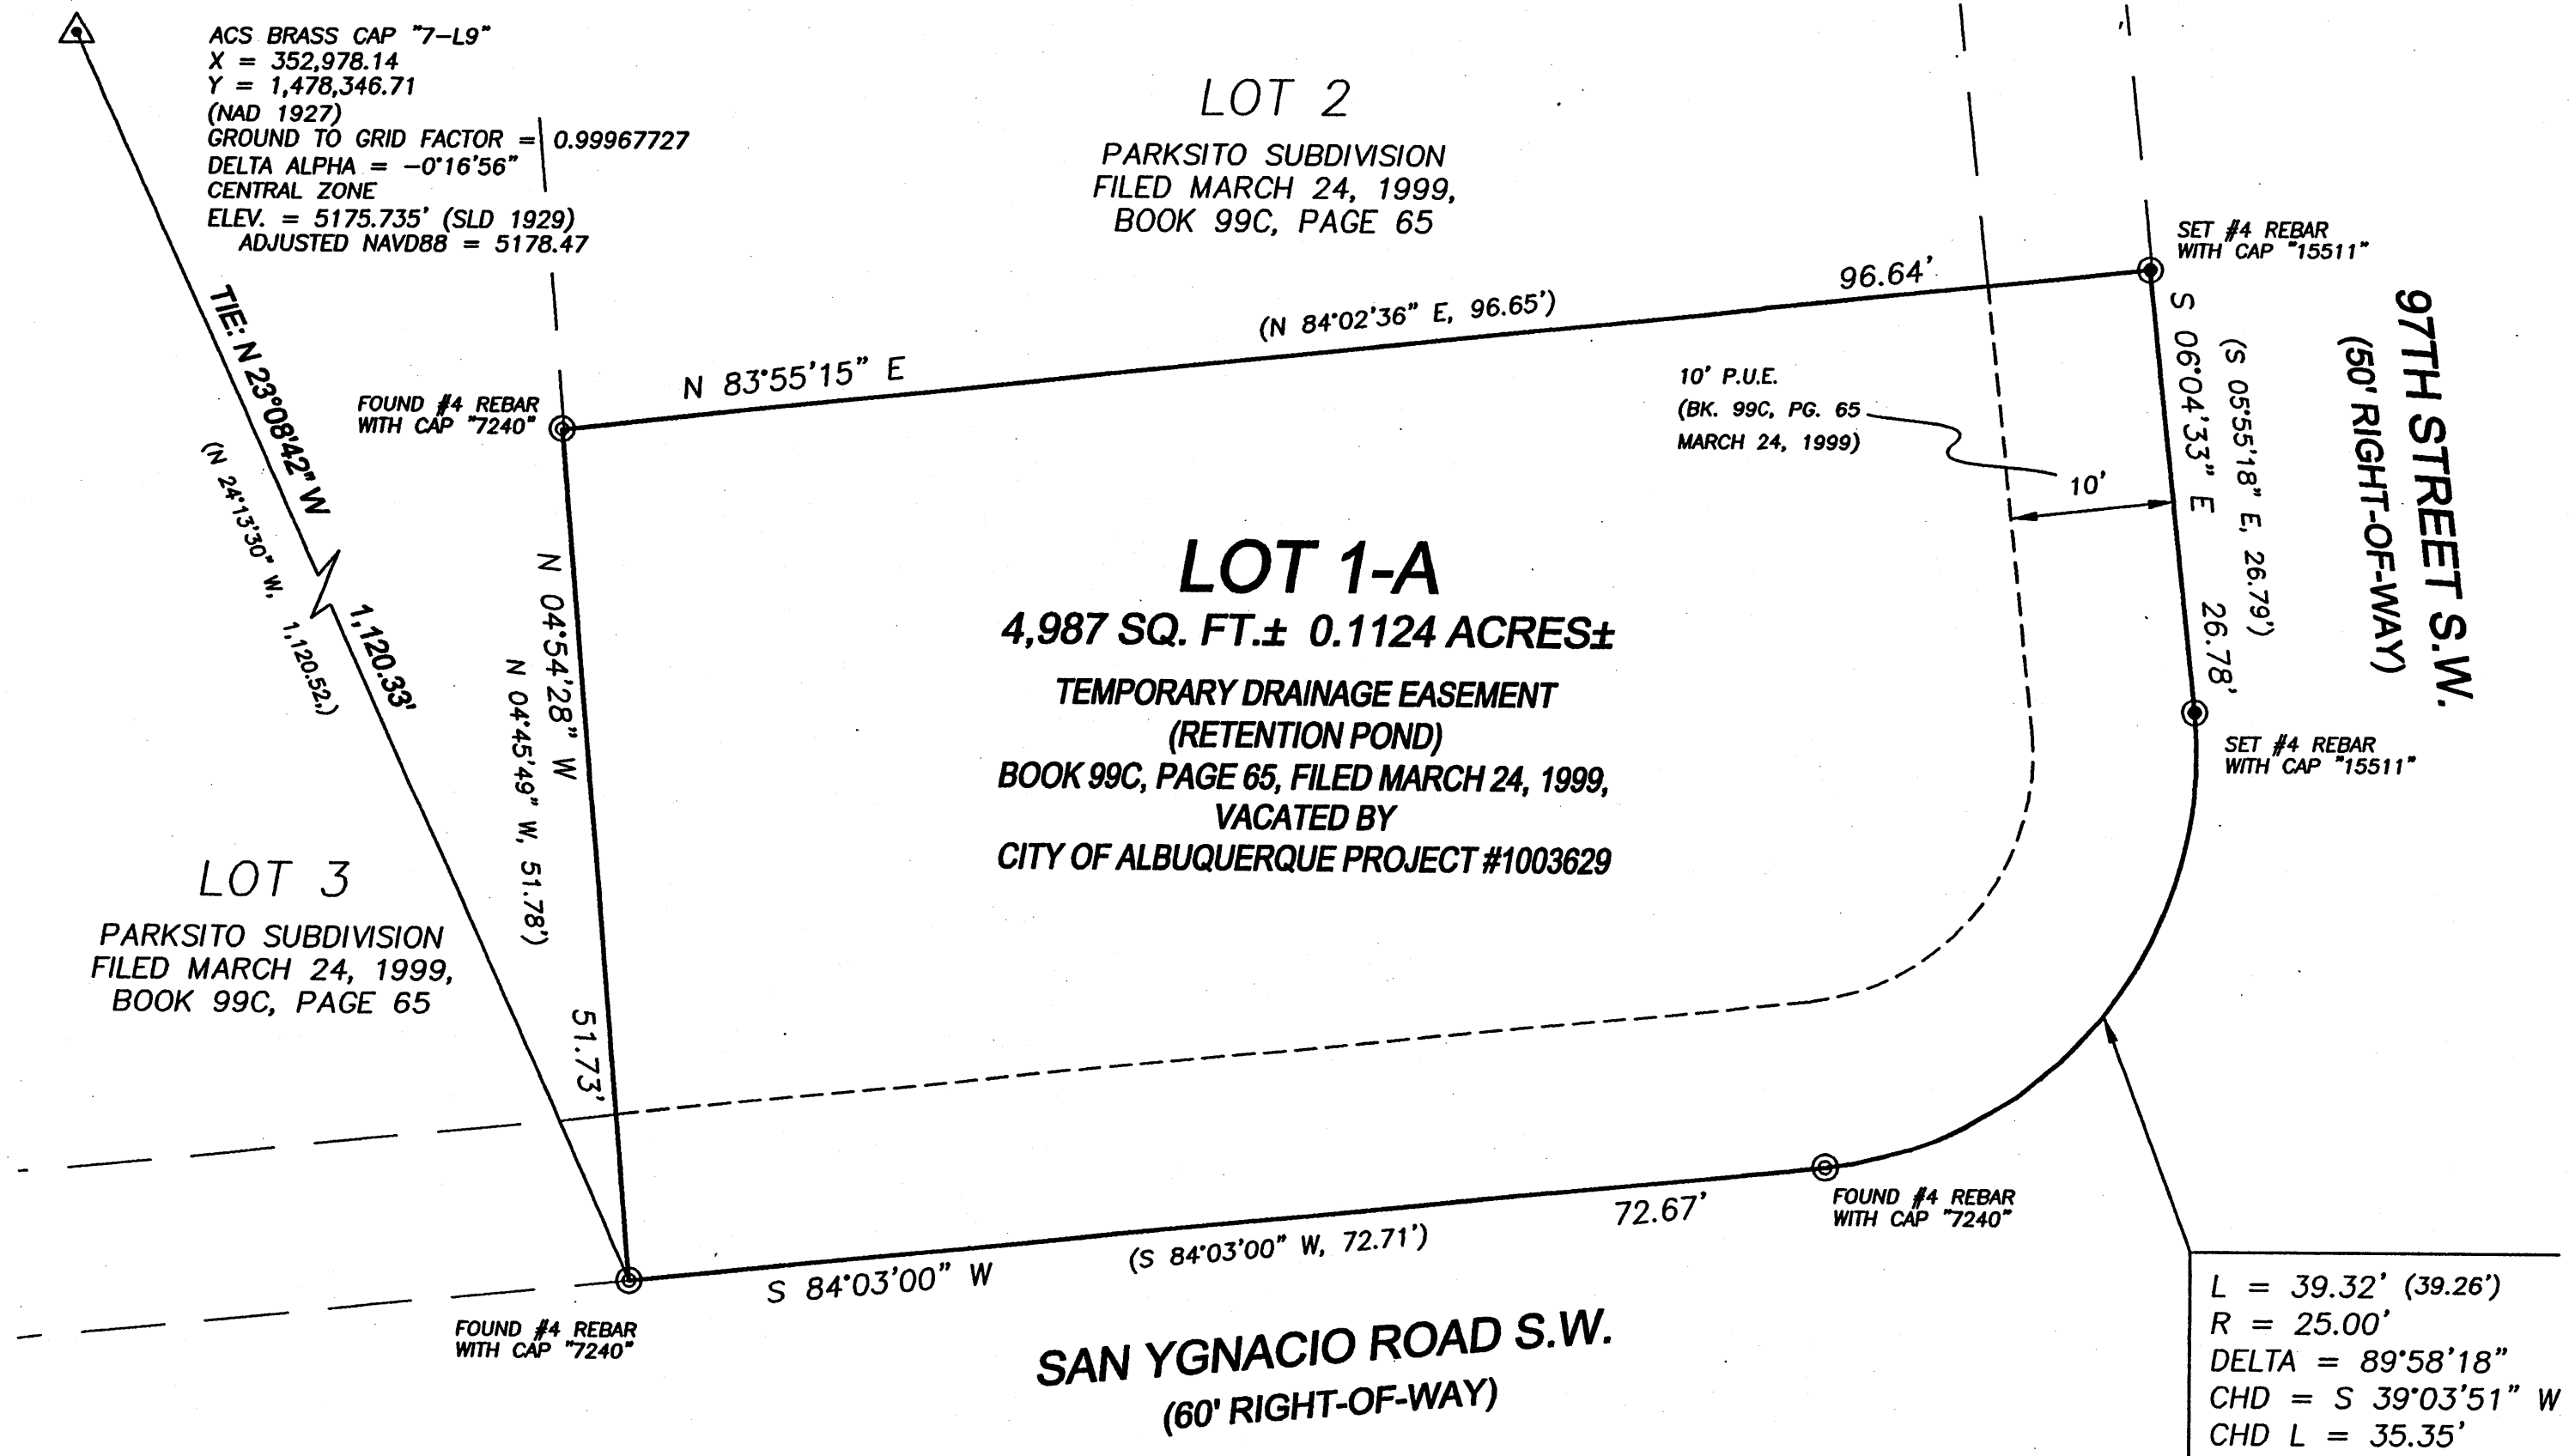 ACS BRASS CAP "7-L9"
X = 352,978.14
Y = 1,478,346.71
(NAD 1927)
GROUND TO GRID FACTOR = 0.99967727
DELTA ALPHA = -0°16'56"
CENTRAL ZONE
ELEV. = 5175.735' (SLD 1929)
ADJUSTED NAVD88 = 5178.47
LOT 2
PARKSITO SUBDIVISION
FILED MARCH 24, 1999,
BOOK 99C, PAGE 65
SET #4 REBAR
WITH CAP "15511"
TIE: N 23°08'42" W
1,120.33'
(N 24°13'30" W, 1,120.52,)
FOUND #4 REBAR
WITH CAP "7240"
N 83°55'15" E
(N 84°02'36" E, 96.65')
96.64'
10' P.U.E.
(BK. 99C, PG. 65
MARCH 24, 1999)
10'
S 06°04'33" E 26.78'
(S 05°55'18" E, 26.79')
97TH STREET S.W.
(50' RIGHT-OF-WAY)
N 04°54'28" W
51.73'
N 04°45'49" W, 51.78')
LOT 1-A
4,987 SQ. FT.± 0.1124 ACRES±
TEMPORARY DRAINAGE EASEMENT
(RETENTION POND)
BOOK 99C, PAGE 65, FILED MARCH 24, 1999,
VACATED BY
CITY OF ALBUQUERQUE PROJECT #1003629
SET #4 REBAR
WITH CAP "15511"
LOT 3
PARKSITO SUBDIVISION
FILED MARCH 24, 1999,
BOOK 99C, PAGE 65
FOUND #4 REBAR
WITH CAP "7240"
72.67'
(S 84°03'00" W, 72.71')
S 84°03'00" W
FOUND #4 REBAR
WITH CAP "7240"
SAN YGNACIO ROAD S.W.
(60' RIGHT-OF-WAY)
L = 39.32' (39.26')
R = 25.00'
DELTA = 89°58'18"
CHD = S 39°03'51" W
CHD L = 35.35'